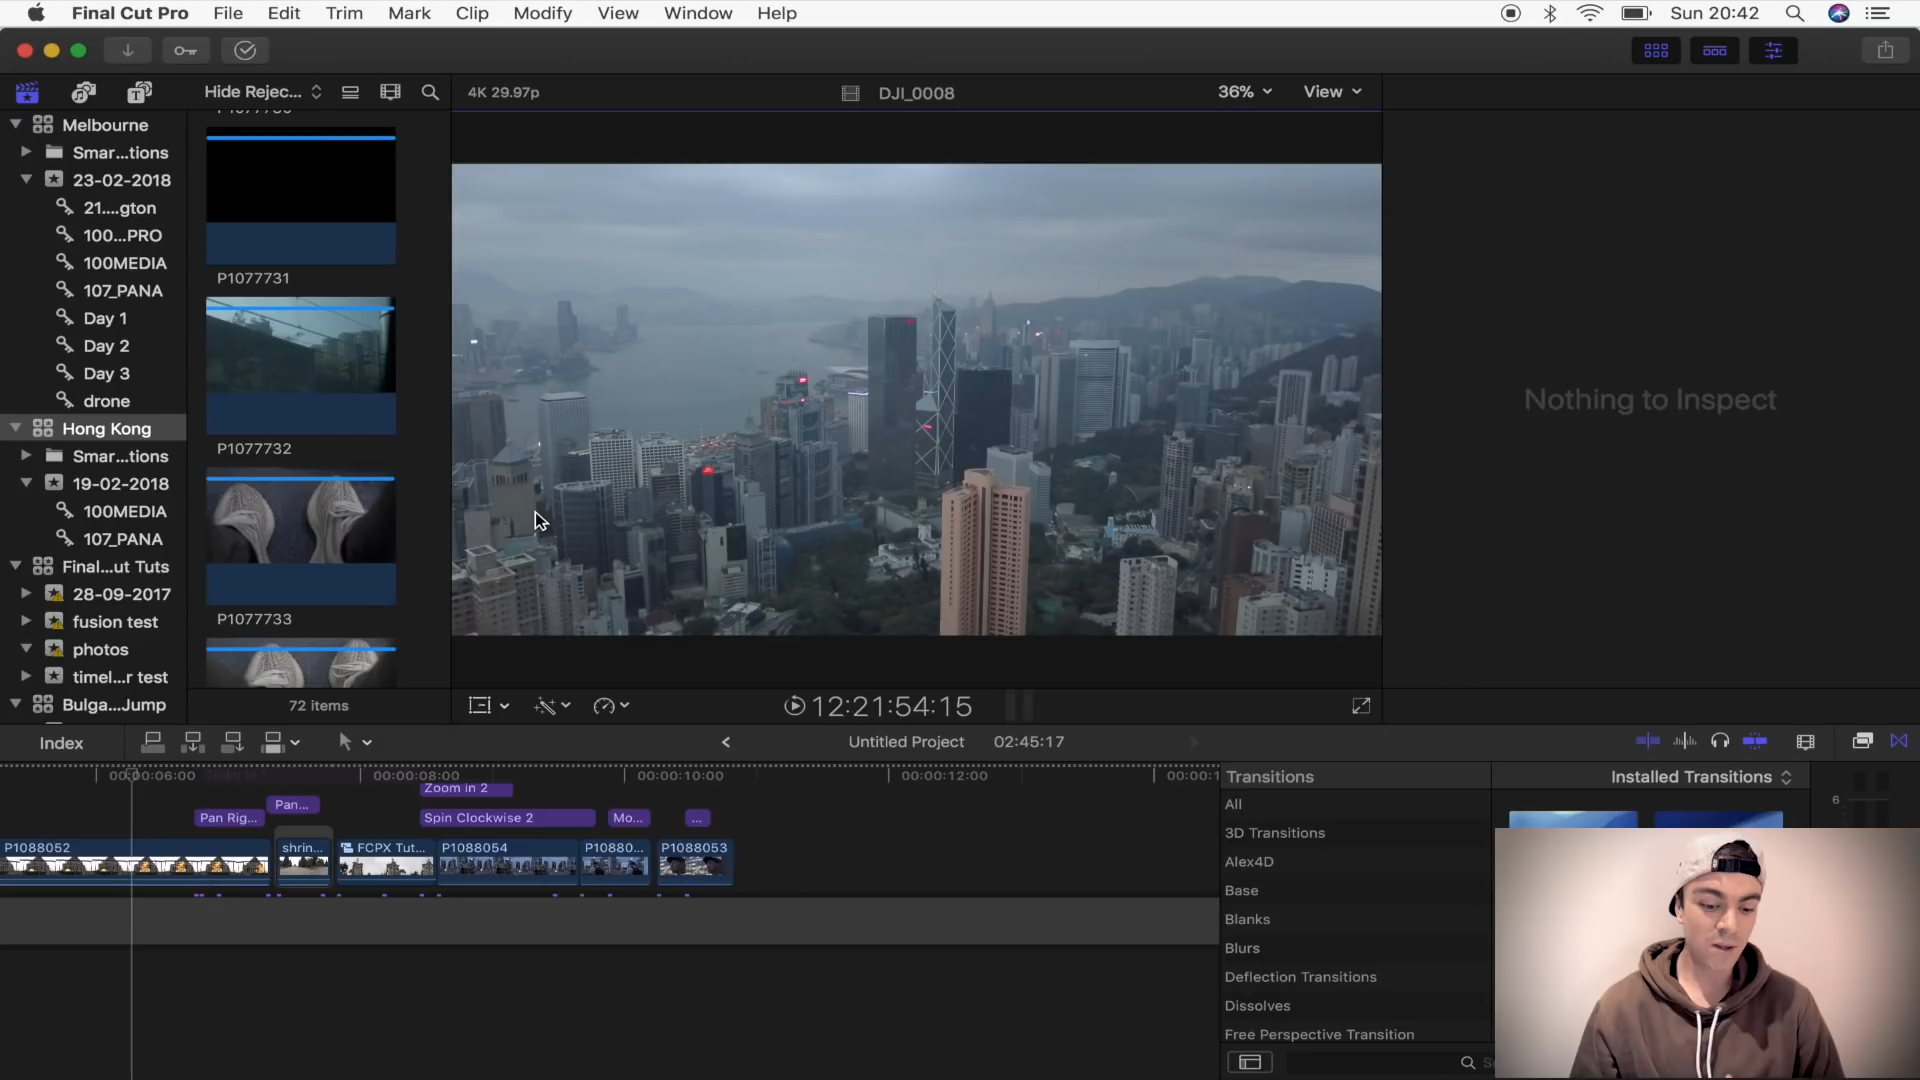 Final Cut Pro File Edit Trim Mark Clip Modify View Window Help Sun 20:42
Hide Rejec... 4K 29.97p DJI_0008 36% View
Melbourne
Smar...tions
23-02-2018
21....gton
100...PRO
100MEDIA
107_PANA
Day 1
Day 2
Day 3
drone
Hong Kong
Smar...tions
19-02-2018
100MEDIA
107_PANA
Final...ut Tuts
28-09-2017
fusion test
photos
timel...r test
Bulga...Jump
P1077731
P1077732
P1077733
72 items
12:21:54:15
Nothing to Inspect
Index Untitled Project 02:45:17
00:00:06:00 00:00:08:00 00:00:10:00 00:00:12:00
Zoom in 2
Pan...
Pan Rig... Spin Clockwise 2 Mo... ...
P1088052 shrin... FCPX Tut... P1088054 P10880... P1088053
Transitions Installed Transitions
All
3D Transitions
Alex4D
Base
Blanks
Blurs
Deflection Transitions
Dissolves
Free Perspective Transition
6